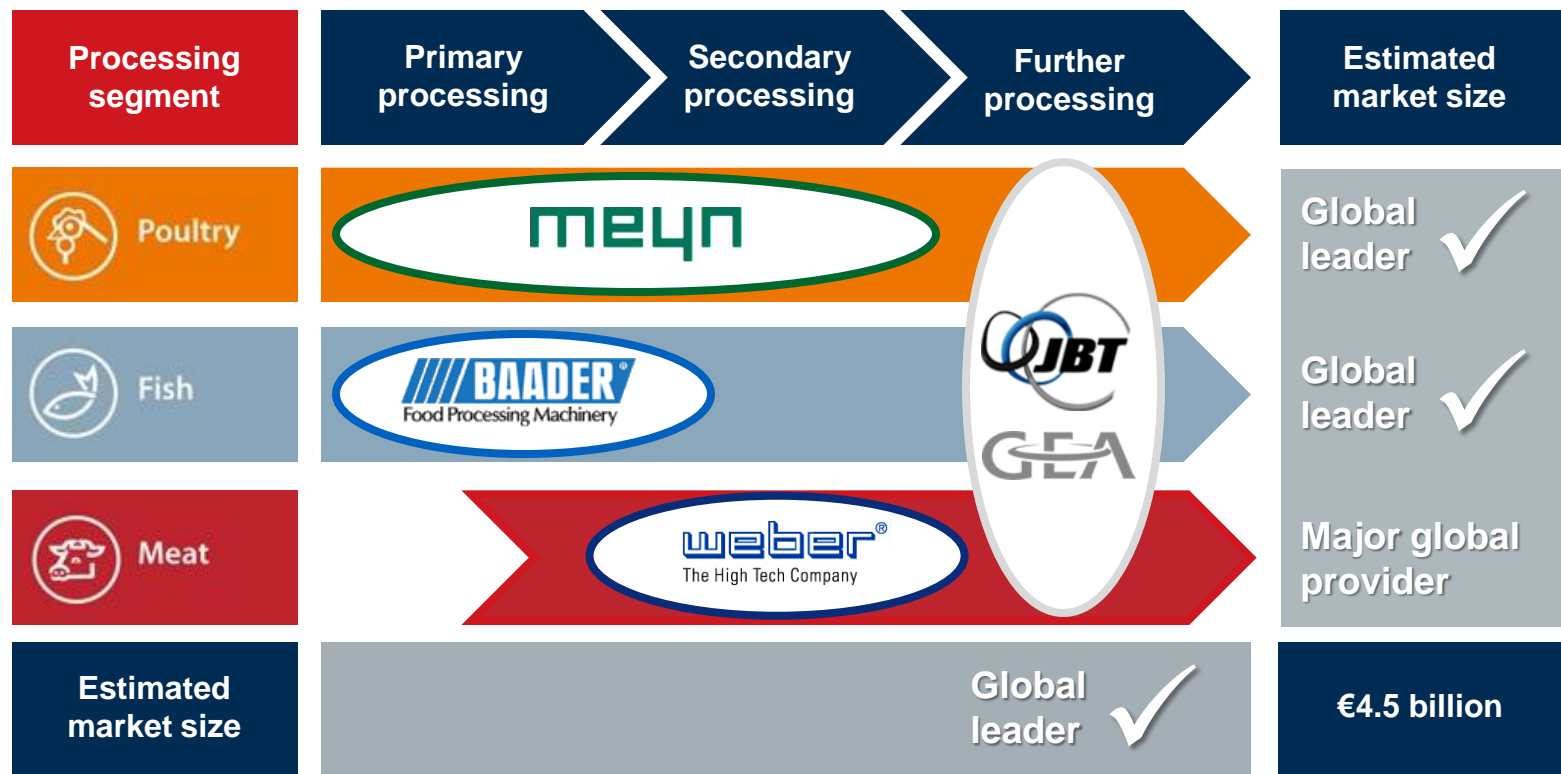 Processing
segment
Primary
processing
Secondary
processing
Further
processing
Estimated
market size
Poultry
meyn
Global
leader
Fish
BAADER®
Food Processing Machinery
JBT
GEA
Global
leader
Meat
weber®
The High Tech Company
Major global
provider
Estimated
market size
Global
leader
€4.5 billion